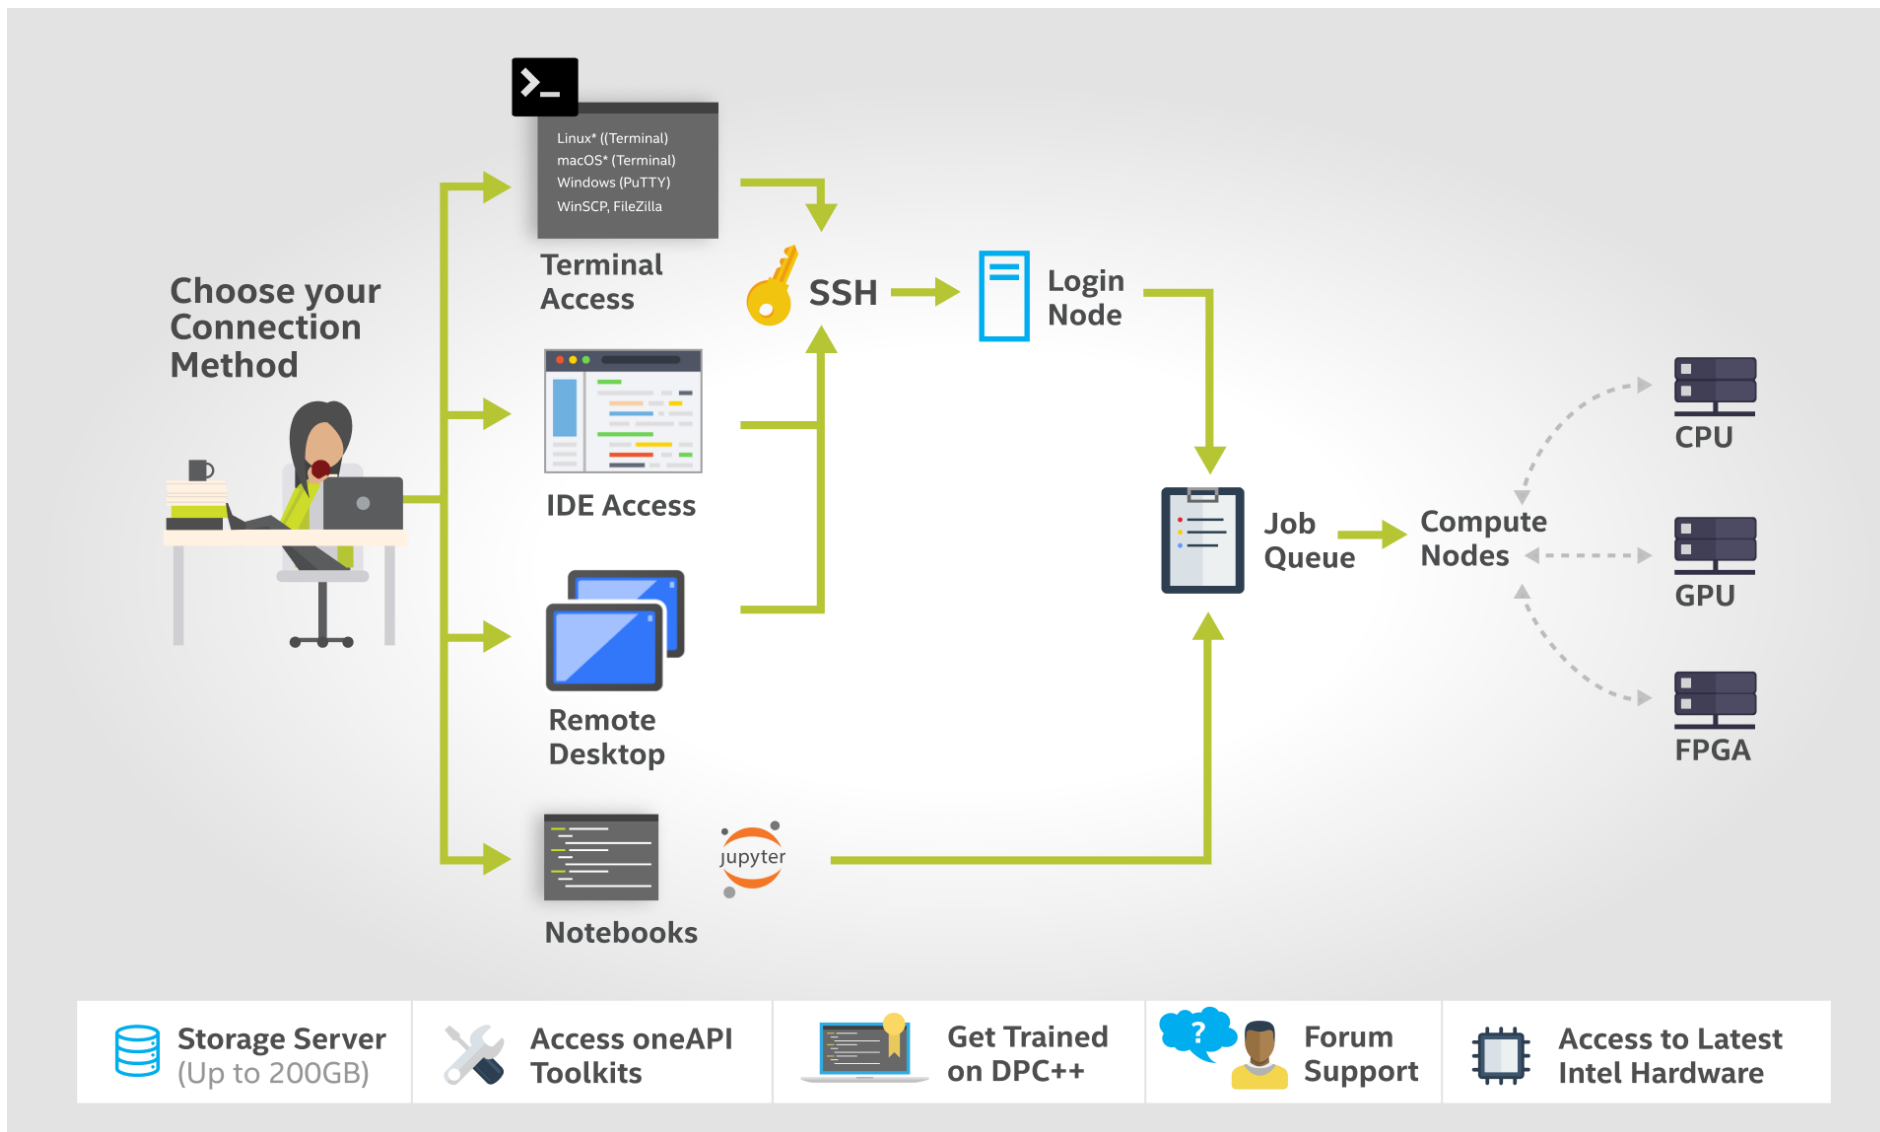 Choose your
Connection
Method
Linux* ((Terminal)
macOS* (Terminal)
Windows (PuTTY)
WinSCP, FileZilla
Terminal
Access
IDE Access
Remote
Desktop
jupyter
Notebooks
SSH
Login
Node
Job
Queue
Compute
Nodes
CPU
GPU
FPGA
Storage Server
(Up to 200GB)
Access oneAPI
Toolkits
Get Trained
on DPC++
?
Forum
Support
Access to Latest
Intel Hardware